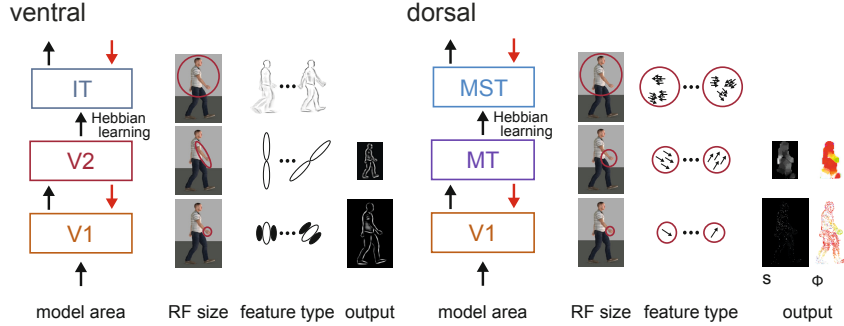 ventral
IT
Hebbian
learning
V2
V1
model area
RF size
feature type
output
dorsal
MST
Hebbian
learning
MT
V1
s
Φ
model area
RF size
feature type
output